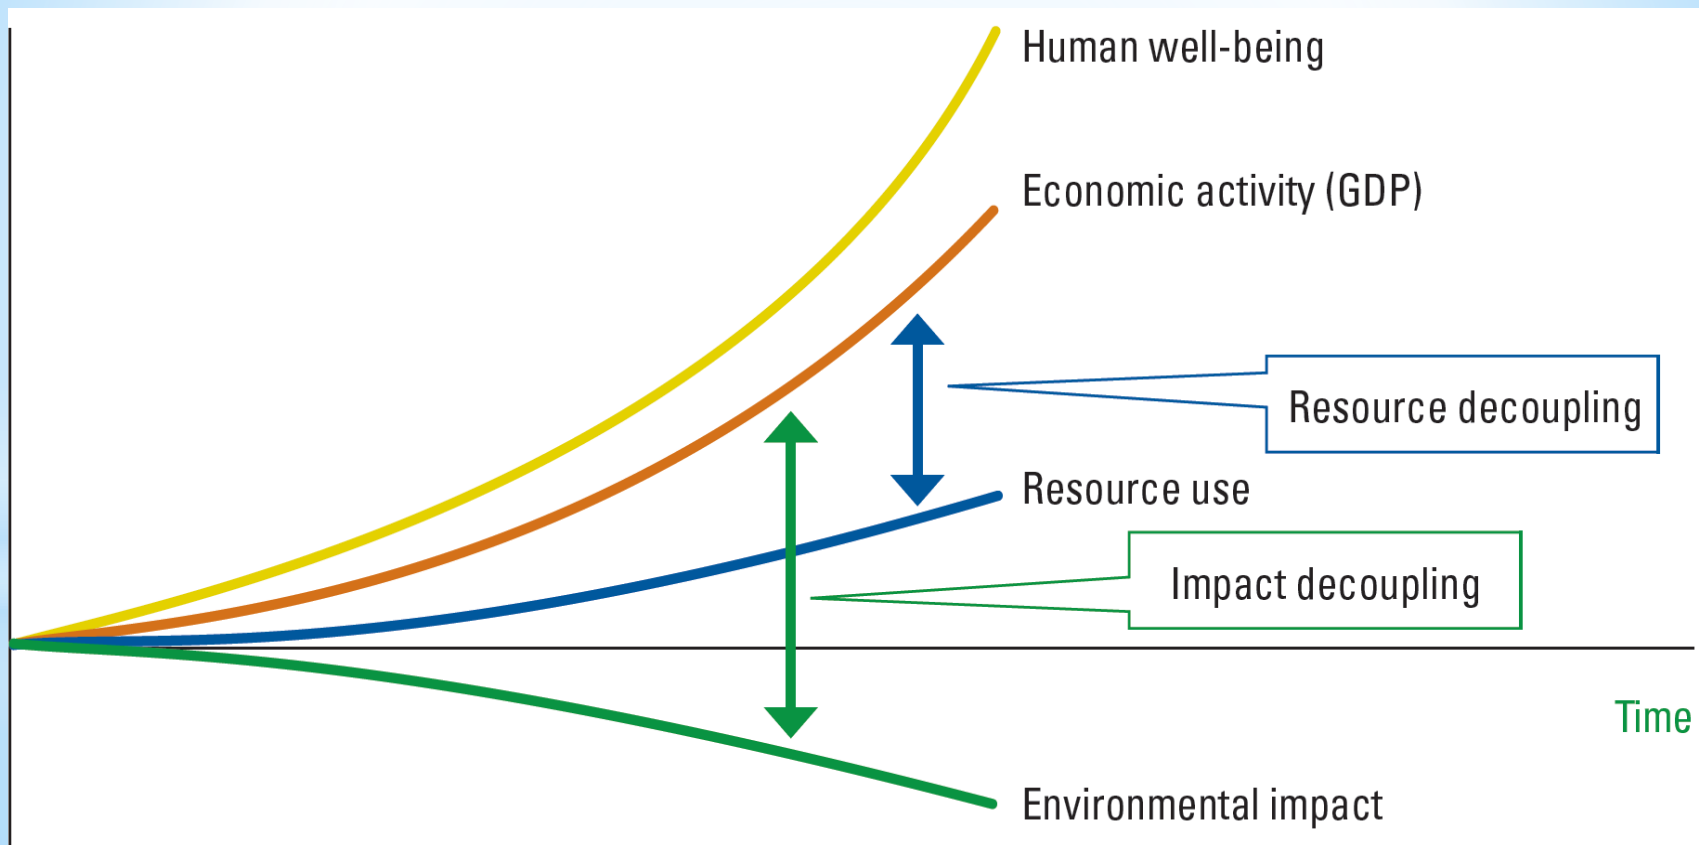 Human well-being
Economic activity (GDP)
Resource decoupling
Resource use
Impact decoupling
Time
Environmental impact